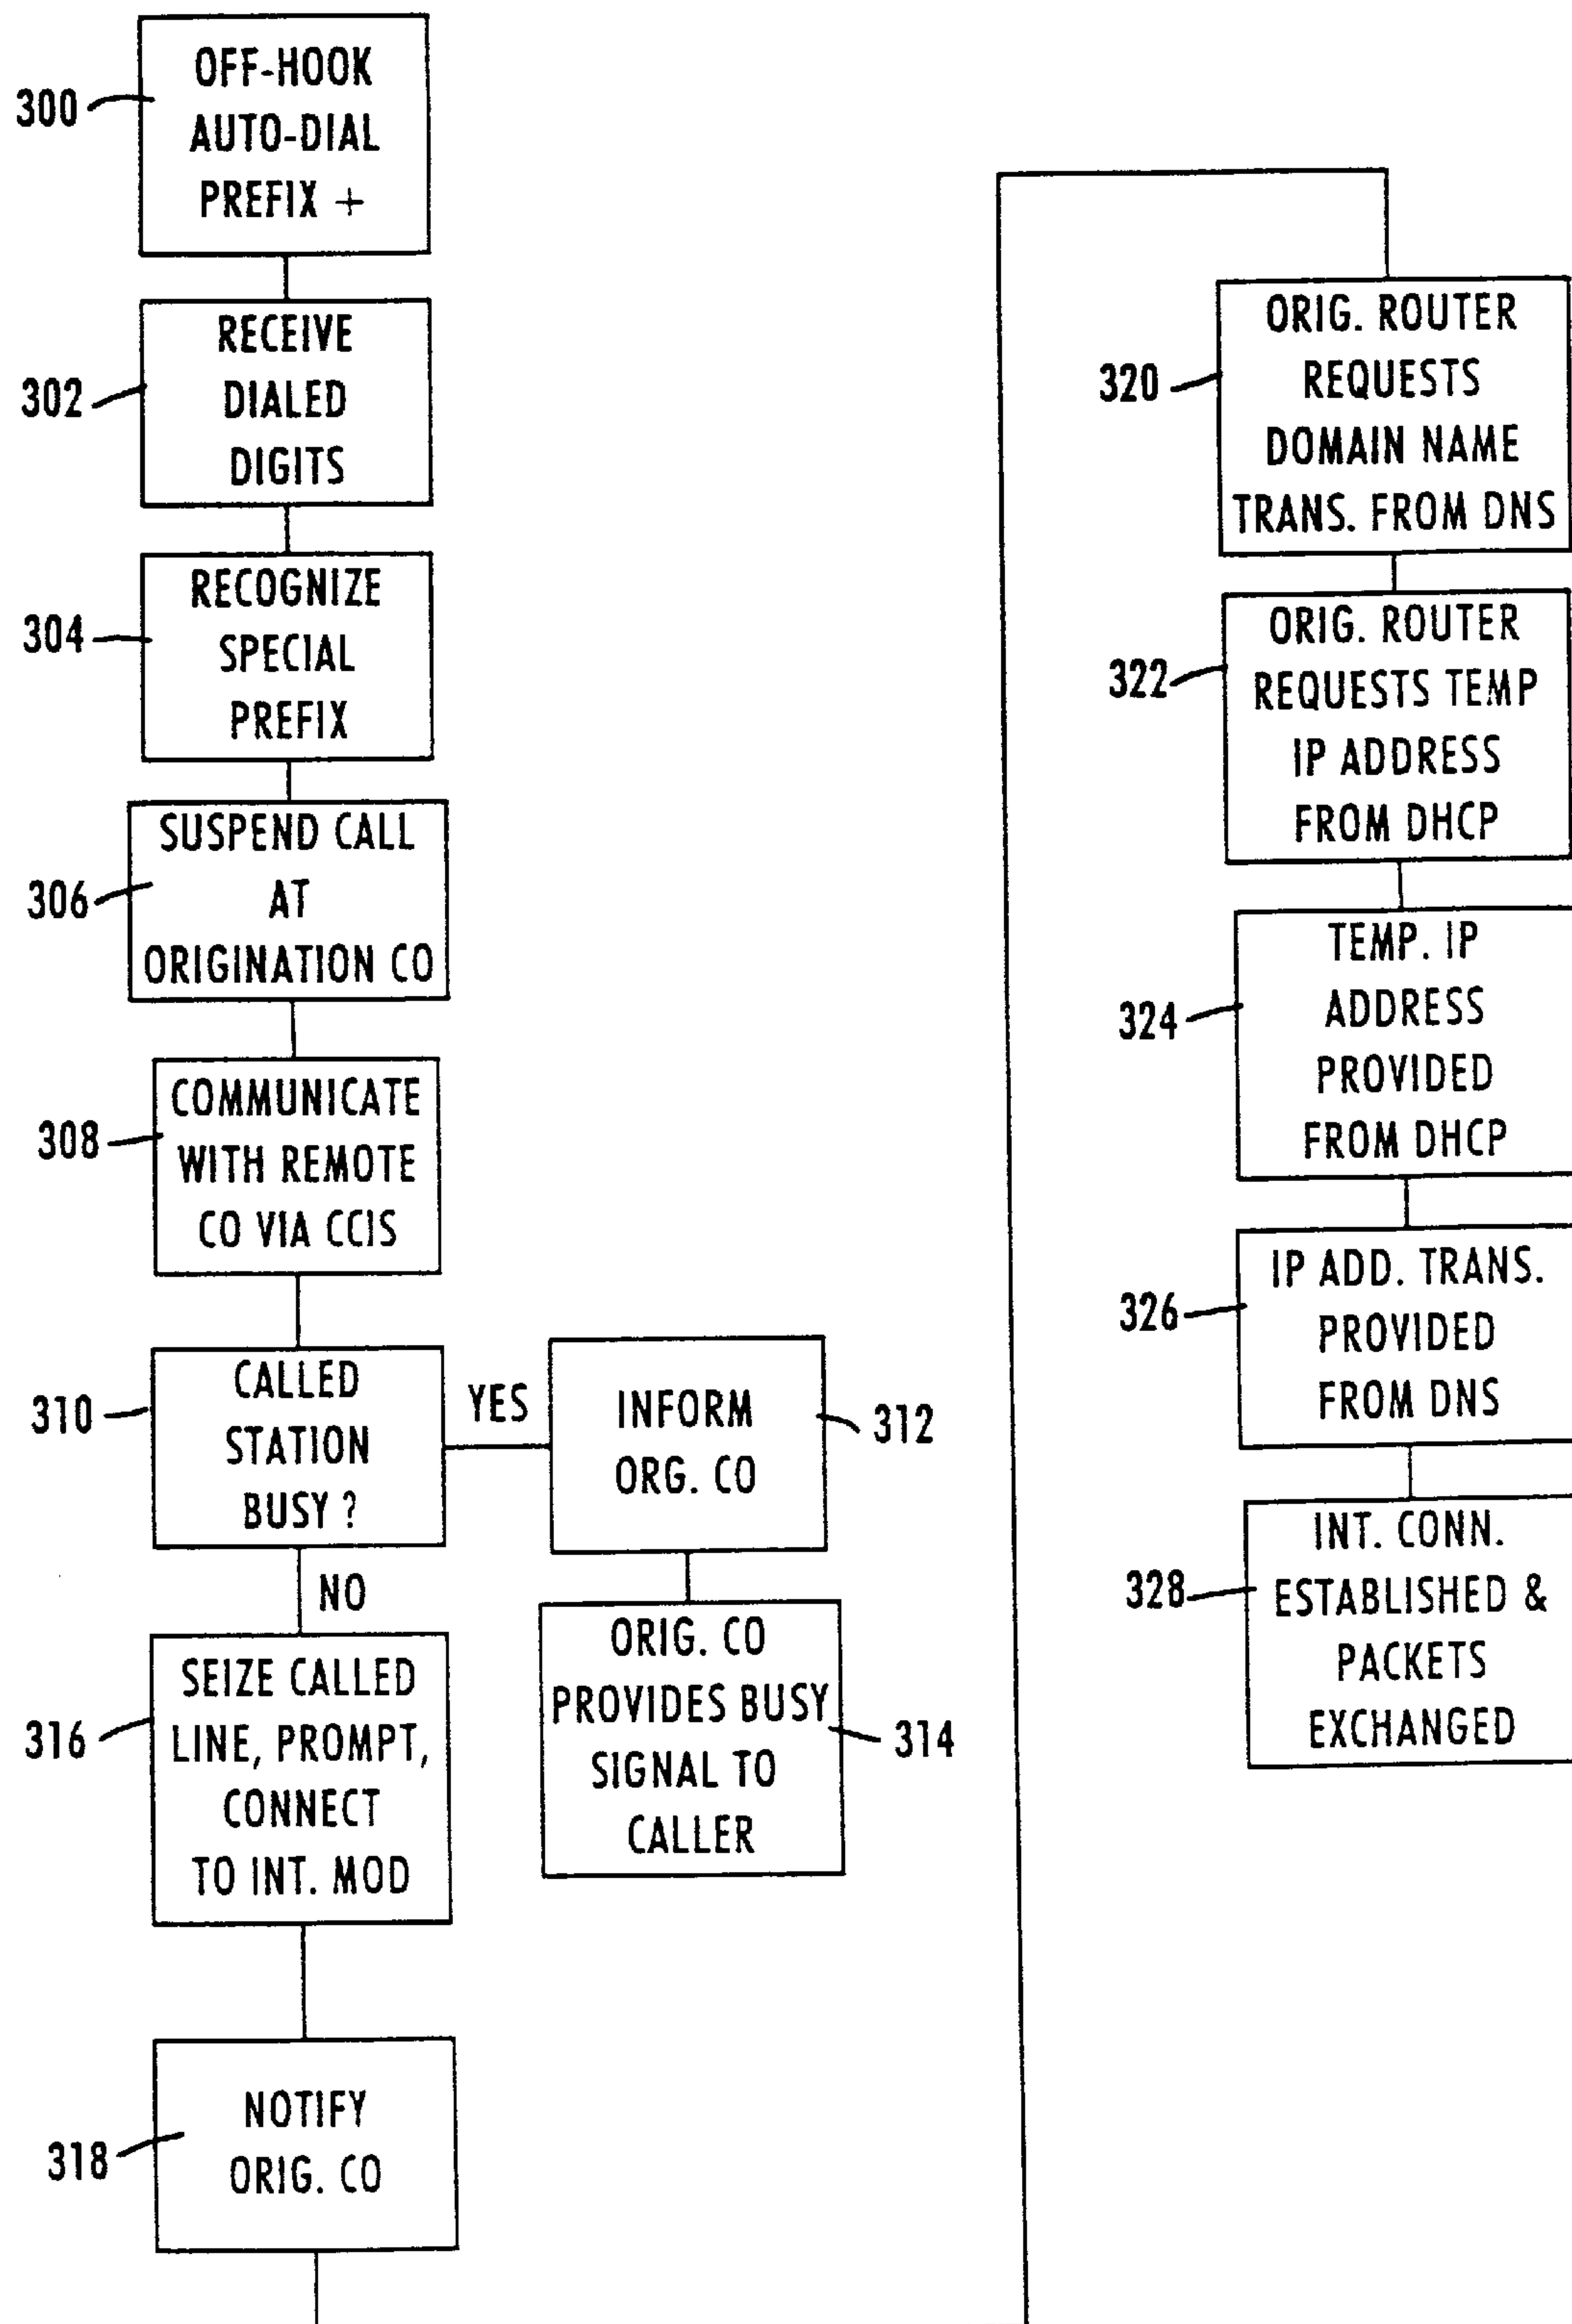 300
OFF-HOOK
AUTO-DIAL
PREFIX +
302
RECEIVE
DIALED
DIGITS
304
RECOGNIZE
SPECIAL
PREFIX
306
SUSPEND CALL
AT
ORIGINATION CO
308
COMMUNICATE
WITH REMOTE
CO VIA CCIS
310
CALLED
STATION
BUSY ?
YES
INFORM
ORG. CO
312
ORIG. CO
PROVIDES BUSY
SIGNAL TO
CALLER
314
NO
316
SEIZE CALLED
LINE, PROMPT,
CONNECT
TO INT. MOD
318
NOTIFY
ORIG. CO
320
ORIG. ROUTER
REQUESTS
DOMAIN NAME
TRANS. FROM DNS
322
ORIG. ROUTER
REQUESTS TEMP
IP ADDRESS
FROM DHCP
324
TEMP. IP
ADDRESS
PROVIDED
FROM DHCP
326
IP ADD. TRANS.
PROVIDED
FROM DNS
328
INT. CONN.
ESTABLISHED &
PACKETS
EXCHANGED